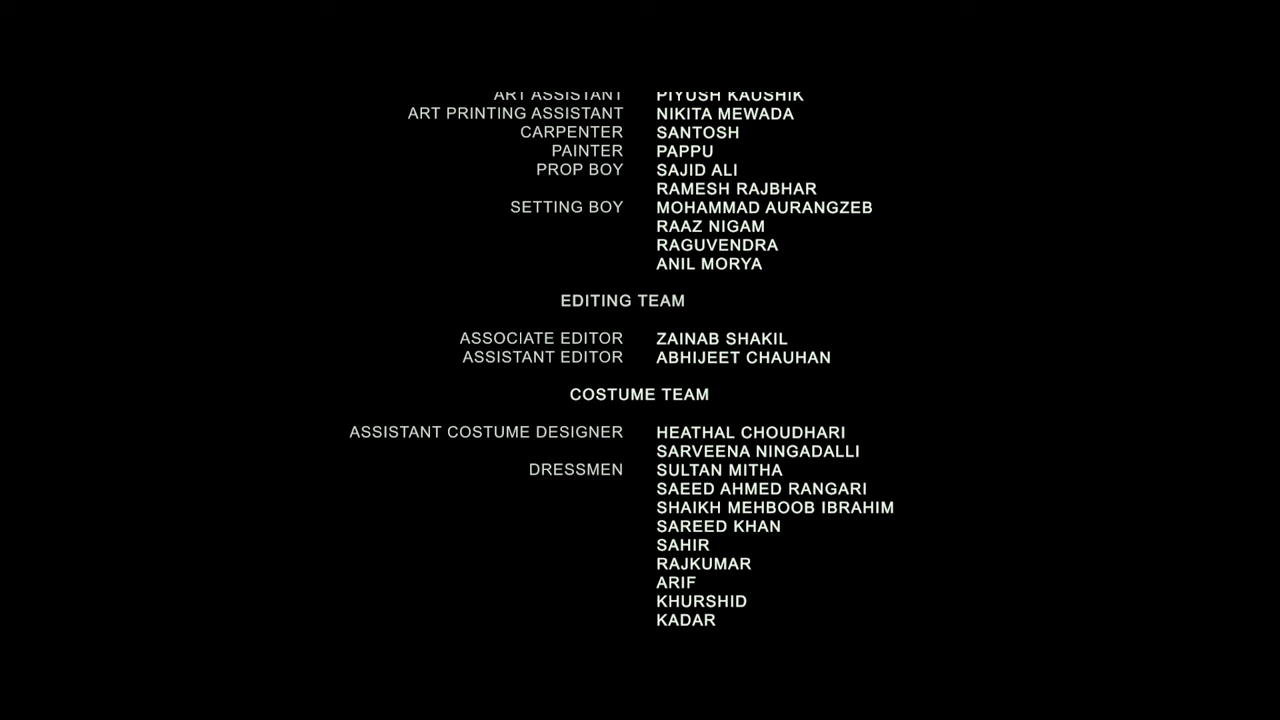 ART ASSISTANT PIYUSH KAUSHIK
ART PRINTING ASSISTANT NIKITA MEWADA
CARPENTER SANTOSH
PAINTER PAPPU
PROP BOY SAJID ALI
RAMESH RAJBHAR
SETTING BOY MOHAMMAD AURANGZEB
RAAZ NIGAM
RAGUVENDRA
ANIL MORYA
EDITING TEAM
ASSOCIATE EDITOR ZAINAB SHAKIL
ASSISTANT EDITOR ABHIJEET CHAUHAN
COSTUME TEAM
ASSISTANT COSTUME DESIGNER HEATHAL CHOUDHARI
SARVEENA NINGADALLI
DRESSMEN SULTAN MITHA
SAEED AHMED RANGARI
SHAIKH MEHBOOB IBRAHIM
SAREED KHAN
SAHIR
RAJKUMAR
ARIF
KHURSHID
KADAR